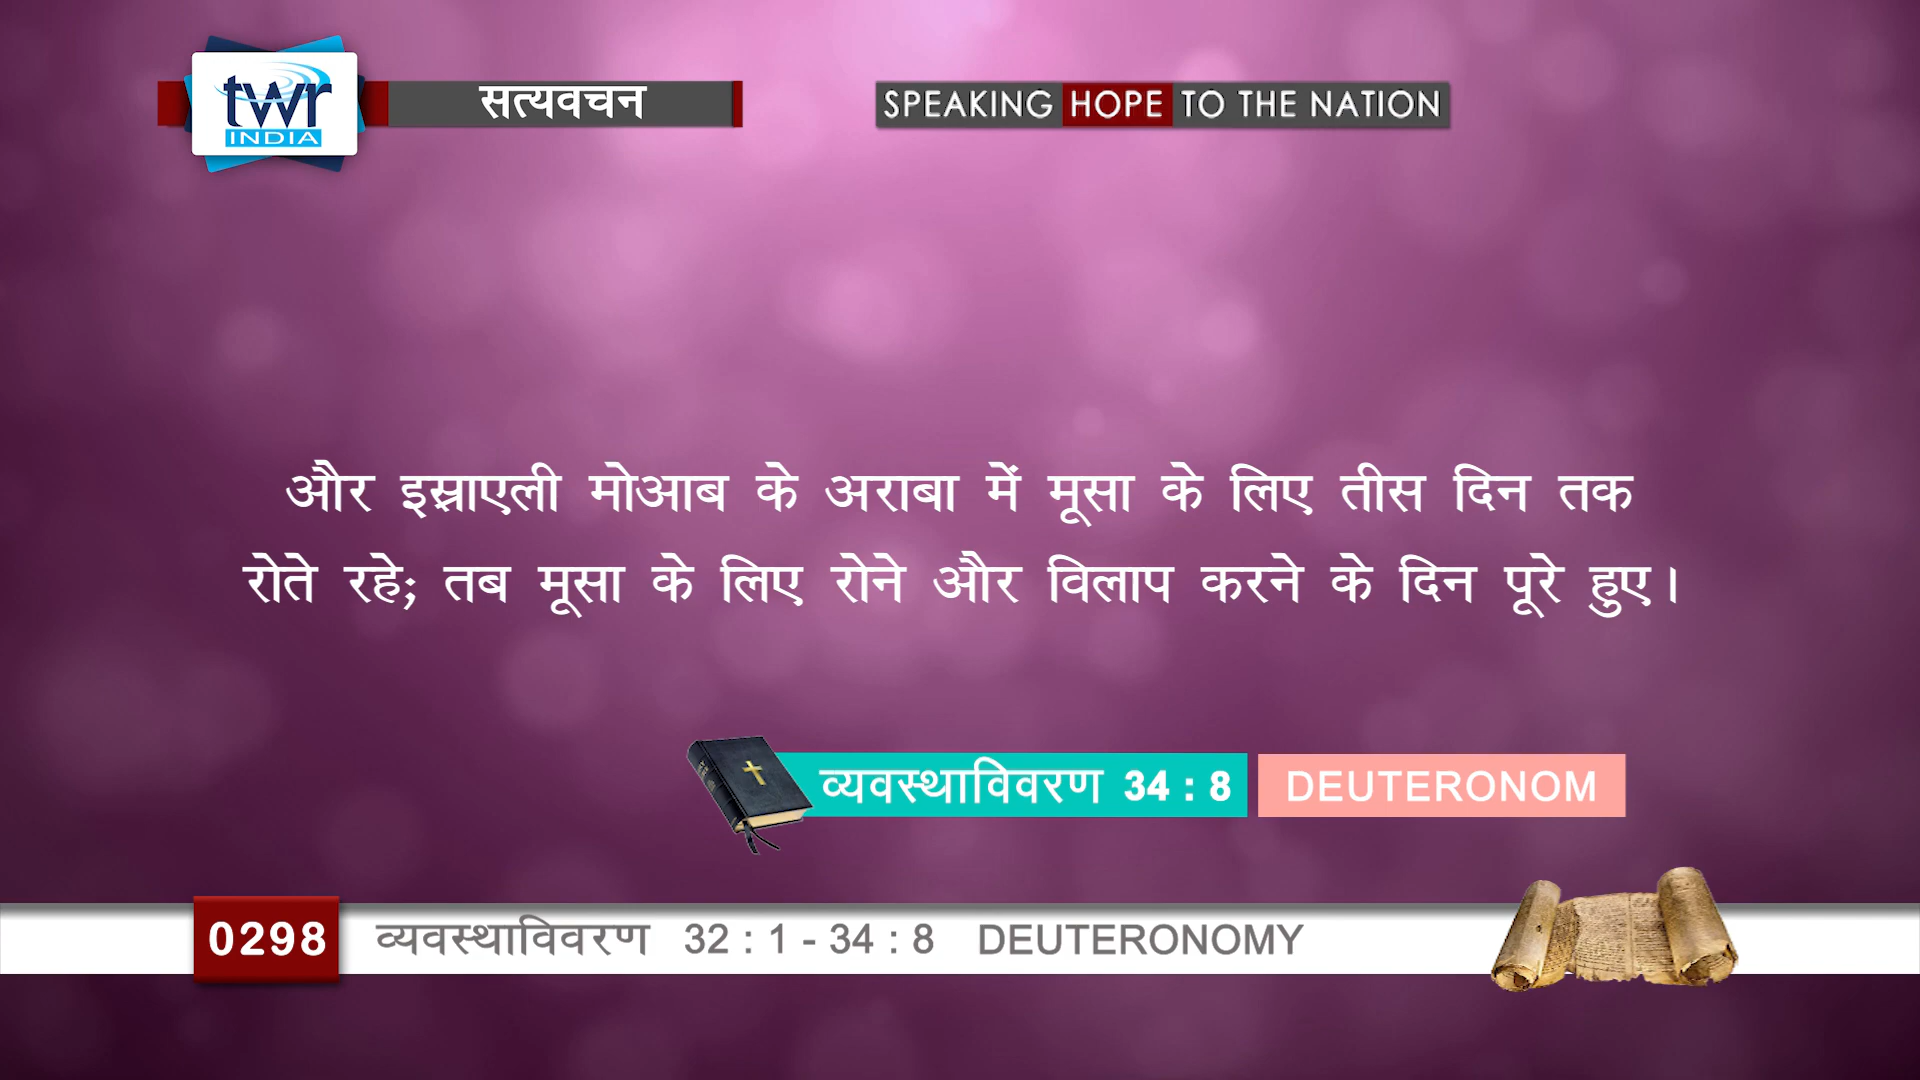 twr
INDIA
सत्यवचन
SPEAKING HOPE TO THE NATION
और इस्राएली मोआब के अराबा में मूसा के लिए तीस दिन तक
रोते रहे; तब मूसा के लिए रोने और विलाप करने के दिन पूरे हुए।
व्यवस्थाविवरण 34 : 8 DEUTERONOM
0298 व्यवस्थाविवरण 32 : 1 - 34 : 8 DEUTERONOMY